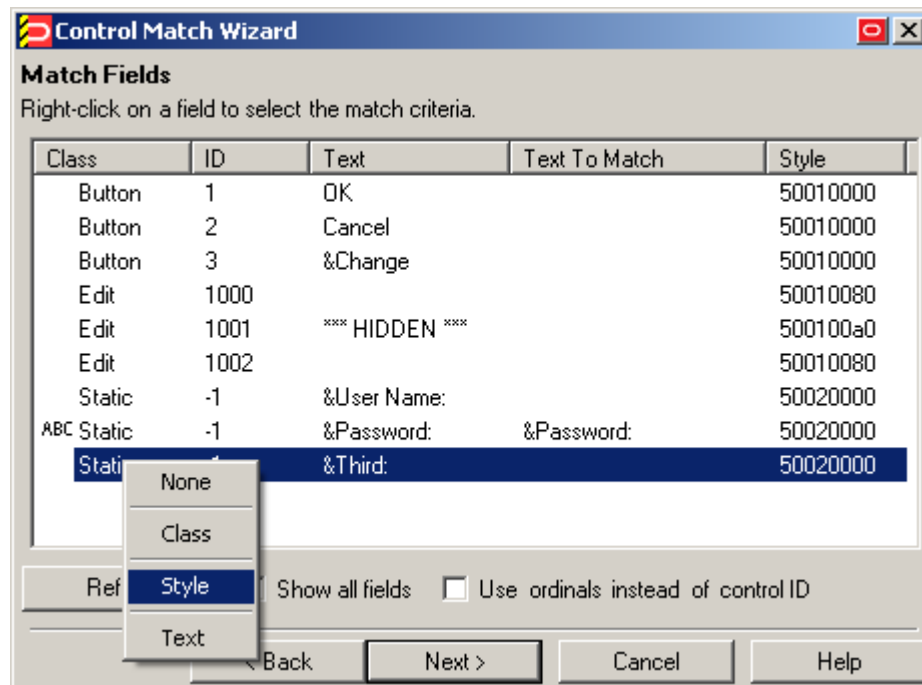 Control Match Wizard
Match Fields
Right-click on a field to select the match criteria.
Class ID Text Text To Match Style
Button 1 OK 50010000
Button 2 Cancel 50010000
Button 3 &Change 50010000
Edit 1000 50010080
Edit 1001 *** HIDDEN *** 500100a0
Edit 1002 50010080
Static -1 &User Name: 50020000
ABC Static -1 &Password: &Password: 50020000
&Third: 50020000
None
Class
Style
Text
Show all fields Use ordinals instead of control ID
< Back Next > Cancel Help